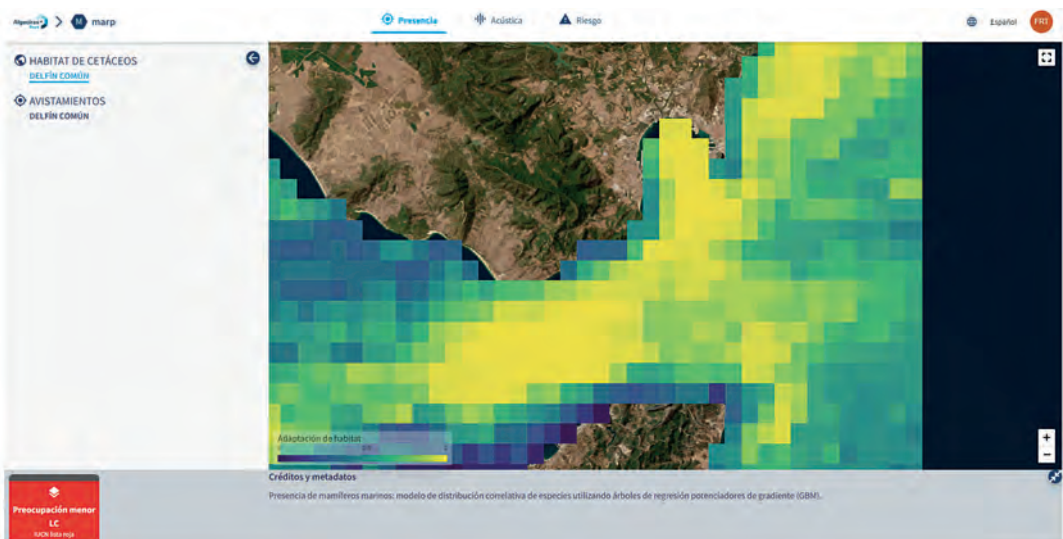 Algeciras
marp
Presencia
Acústica
Riesgo
Español
FRT
HABITAT DE CETÁCEOS
DELFÍN COMÚN
AVISTAMIENTOS
DELFÍN COMÚN
Adaptación de habitat
Créditos y metadatos
Presencia de mamíferos marinos: modelo de distribución correlativa de especies utilizando árboles de regresión potenciadores de gradiente (GBM).
Preocupación menor
LC
IUCN lista roja